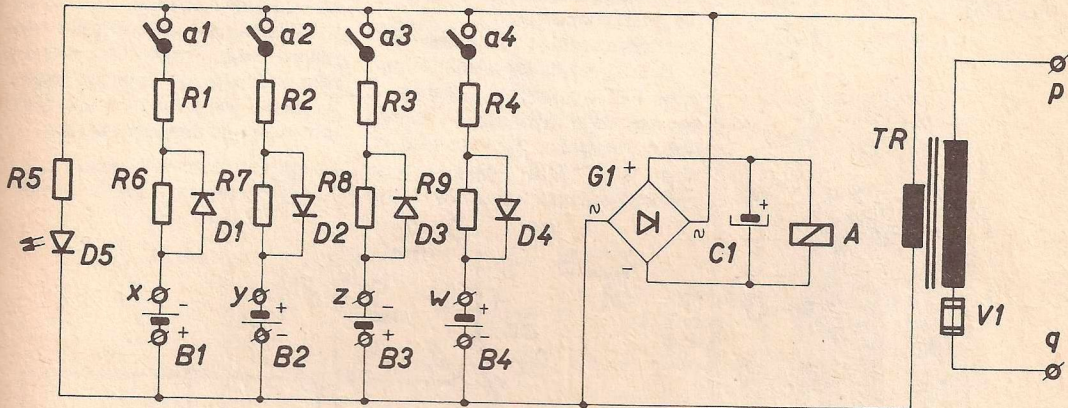 a1 a2 a3 a4
p
R1 R2 R3 R4
TR
R5 R6 R7 R8 R9 G1 +
~
D1 D2 D3 D4 + A
D5 C1 ~
-
x - y + z - w +
V1
+ - + -
B1 B2 B3 B4 q